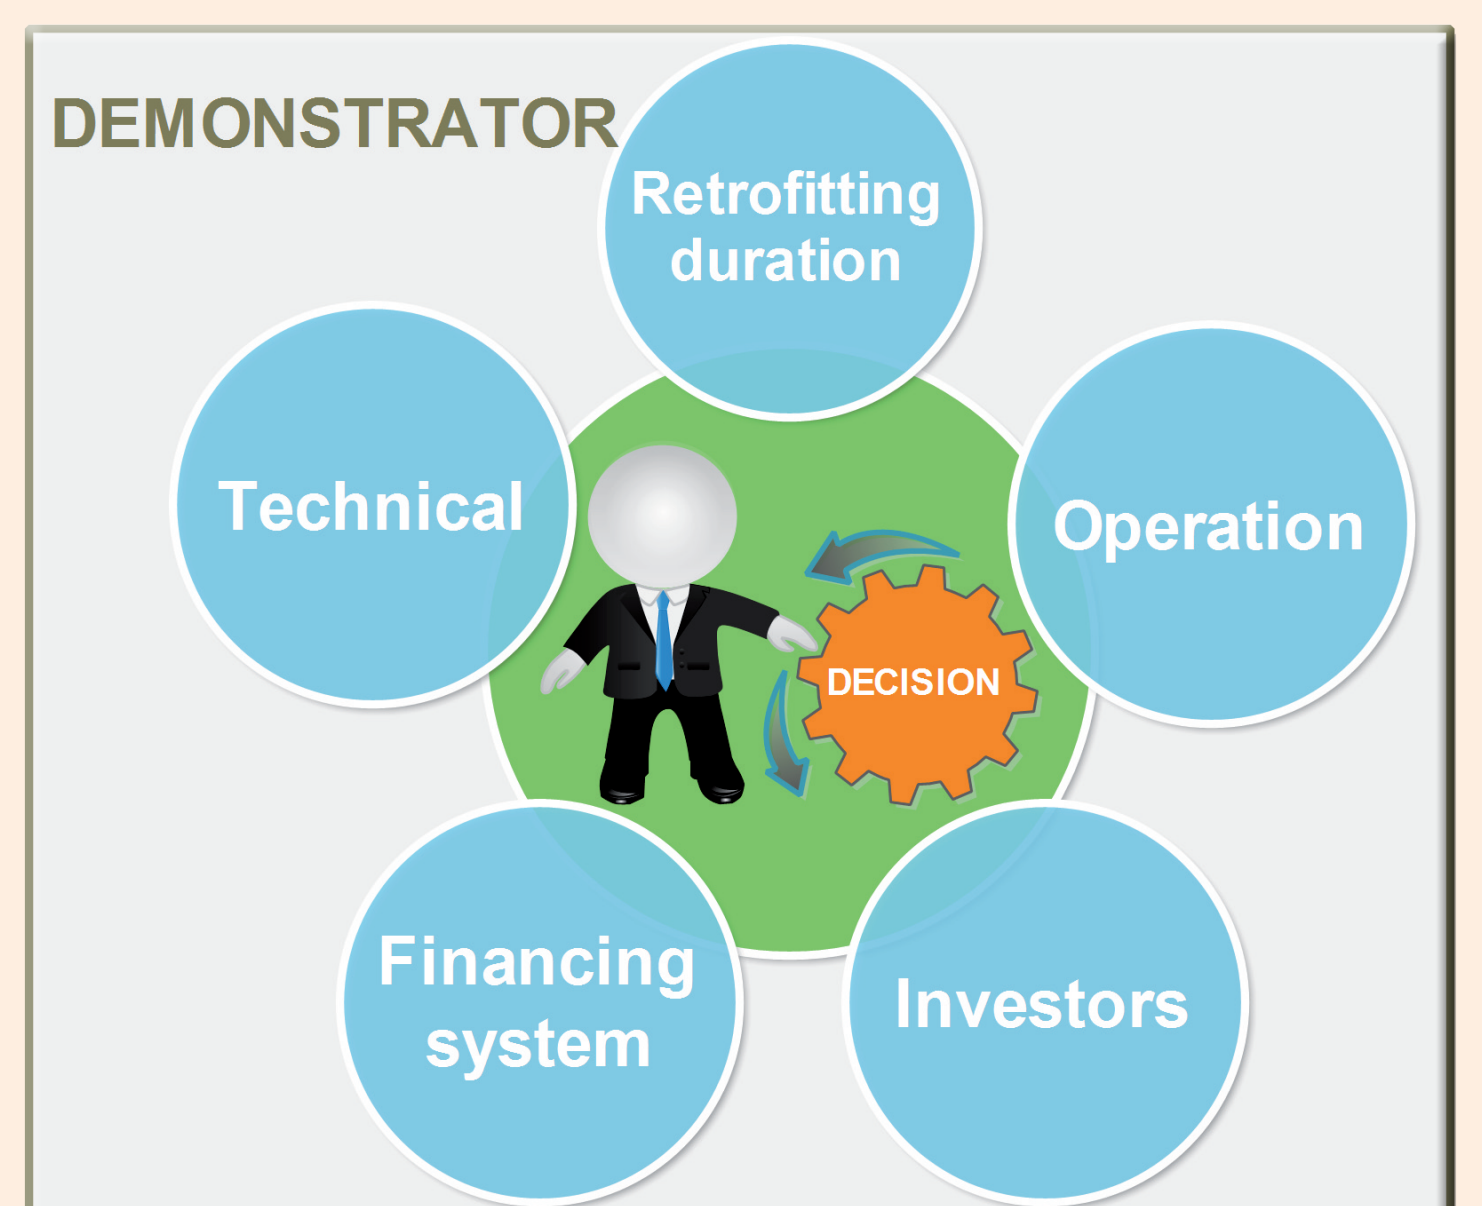 DEMONSTRATOR
Retrofitting
duration
Technical
Operation
DECISION
Financing
system
Investors